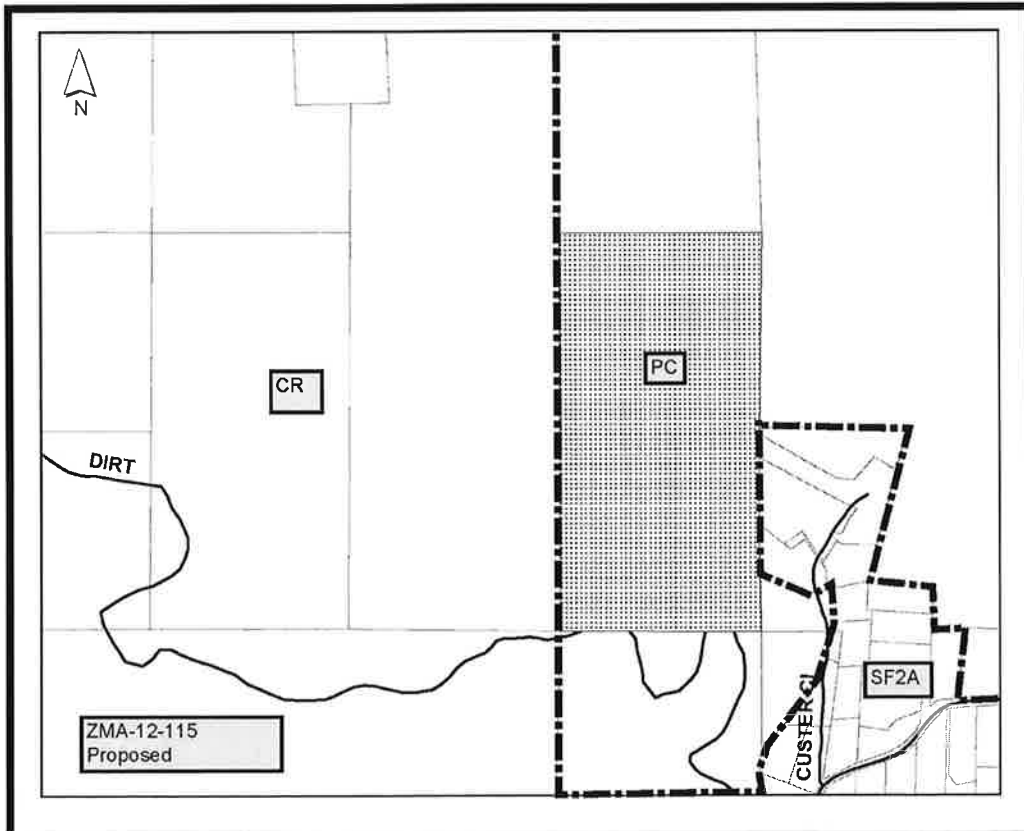 N
PC
CR
DIRT
SF2A
CUSTER CI
ZMA-12-115
Proposed